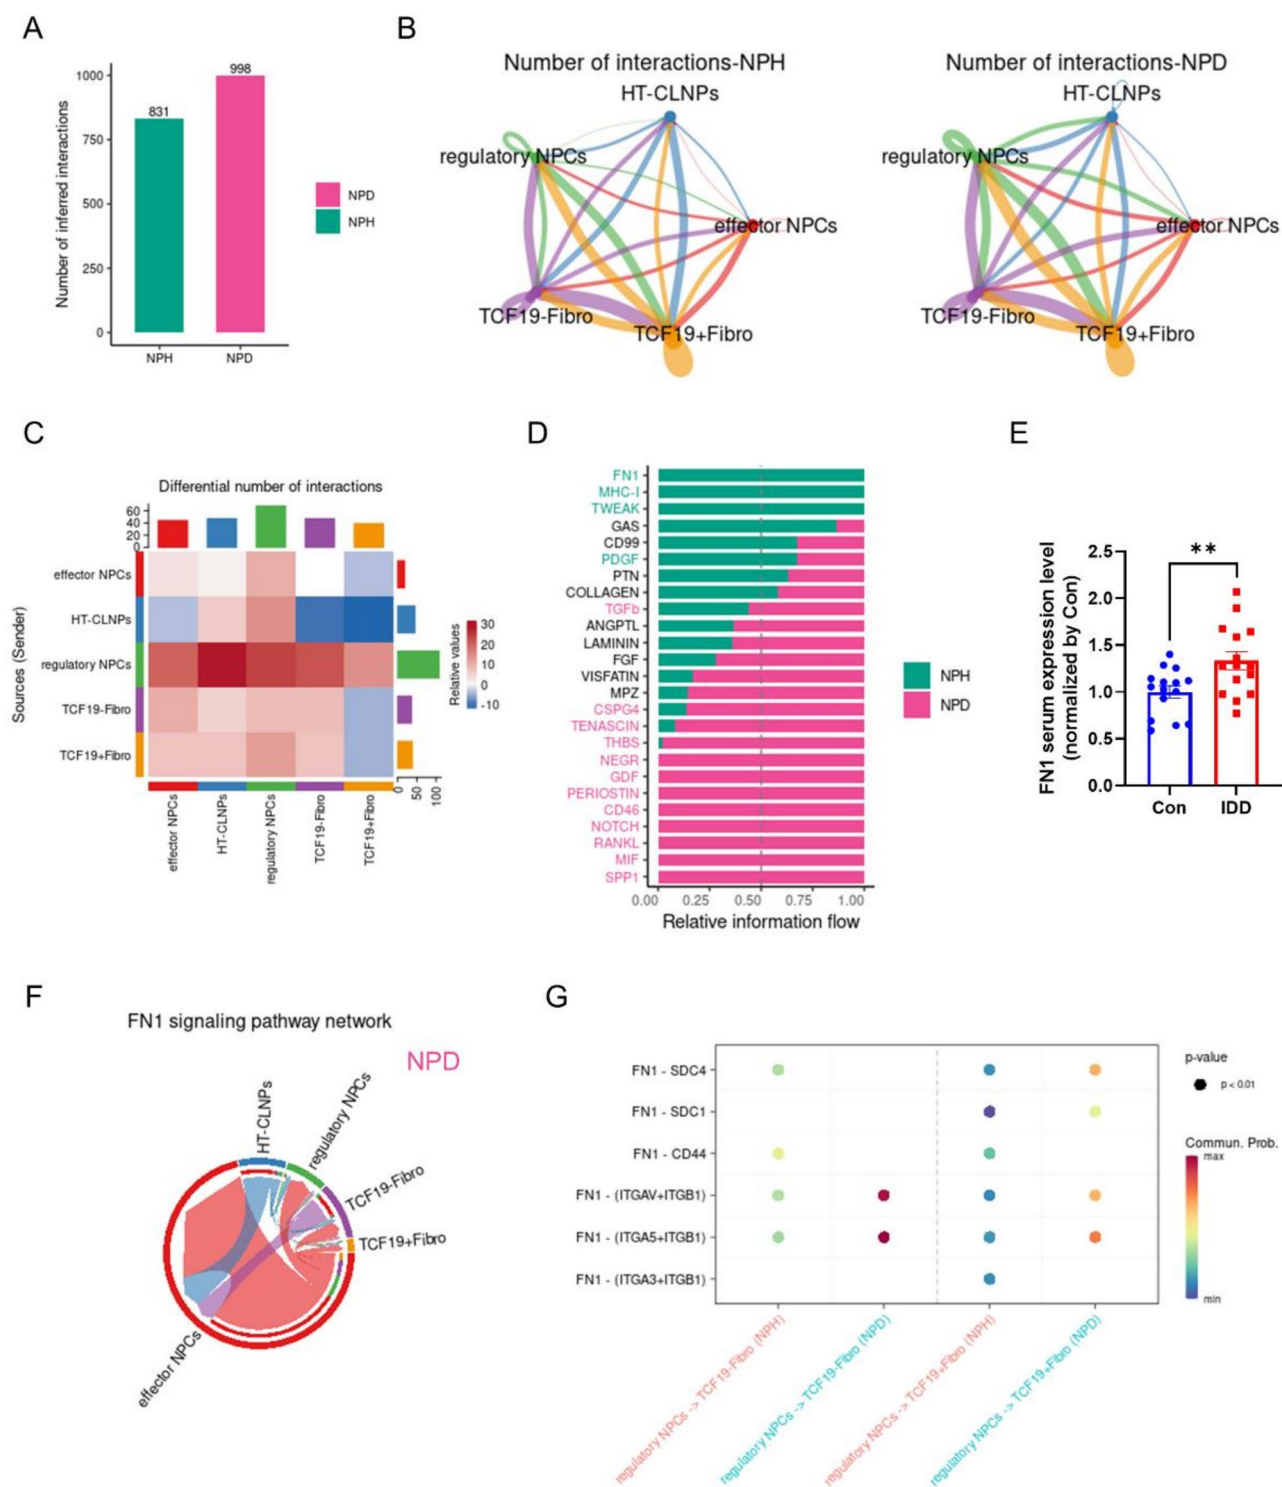 A
1000
750
500
250
0
Number of inferred interactions
831
998
NPH
NPD
NPD
NPH
B
Number of interactions-NPH
HT-CLNPs
regulatory NPCs
effector NPCs
TCF19-Fibro
TCF19+Fibro
Number of interactions-NPD
HT-CLNPs
regulatory NPCs
effector NPCs
TCF19-Fibro
TCF19+Fibro
C
Differential number of interactions
60
40
20
0
Sources (Sender)
effector NPCs
HT-CLNPs
regulatory NPCs
TCF19-Fibro
TCF19+Fibro
effector NPCs
HT-CLNPs
regulatory NPCs
TCF19-Fibro
TCF19+Fibro
0
50
100
Relative values
30
20
10
0
-10
D
FN1
MHC-I
TWEAK
GAS
CD99
PDGF
PTN
COLLAGEN
TGFb
ANGPTL
LAMININ
FGF
VISFATIN
MPZ
CSPG4
TENASCIN
THBS
NEGR
GDF
PERIOSTIN
CD46
NOTCH
RANKL
MIF
SPP1
0.00 0.25 0.50 0.75 1.00
Relative information flow
NPH
NPD
E
FN1 serum expression level
(normalized by Con)
2.5
2.0
1.5
1.0
0.5
0.0
**
Con IDD
F
FN1 signaling pathway network
NPD
HT-CLNPs
regulatory NPCs
TCF19-Fibro
TCF19+Fibro
effector NPCs
G
FN1 - SDC4
FN1 - SDC1
FN1 - CD44
FN1 - (ITGAV+ITGB1)
FN1 - (ITGA5+ITGB1)
FN1 - (ITGA3+ITGB1)
regulatory NPCs -> TCF19-Fibro (NPH)
regulatory NPCs -> TCF19-Fibro (NPD)
regulatory NPCs -> TCF19+Fibro (NPH)
regulatory NPCs -> TCF19+Fibro (NPD)
p-value
p < 0.01
Commun. Prob.
max
min